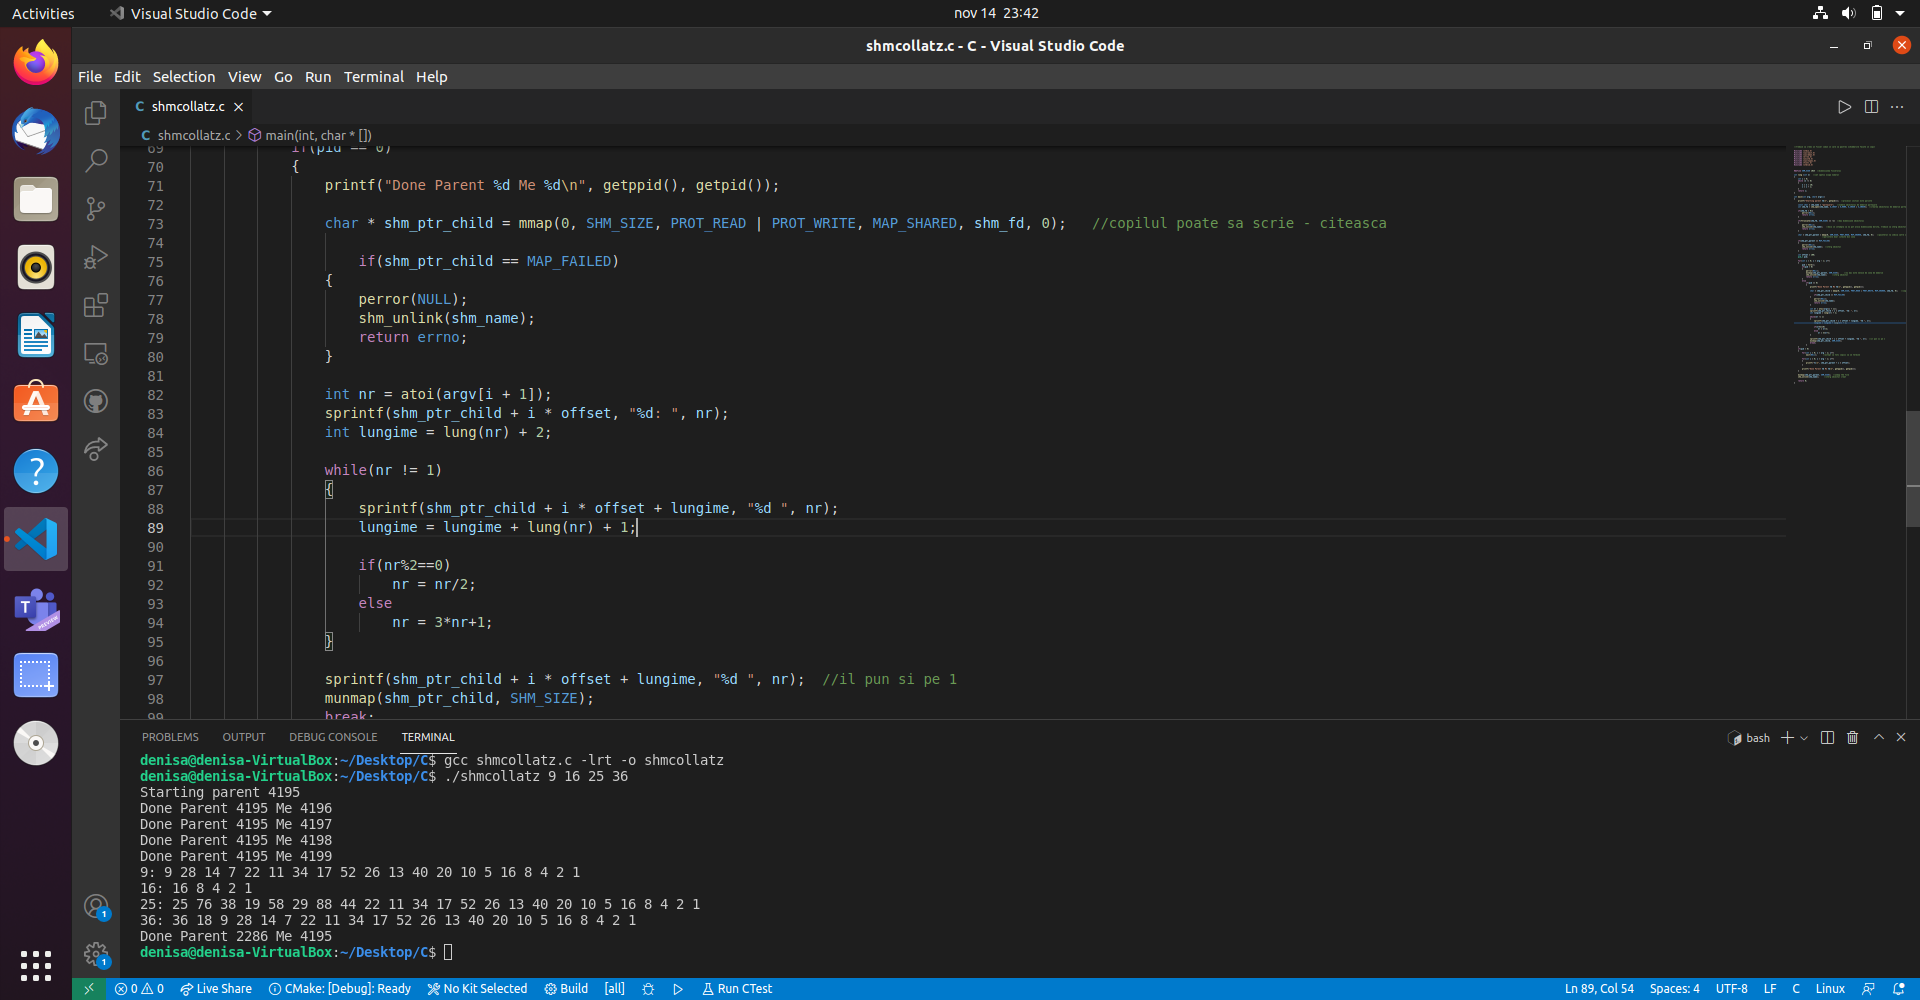 Activities
Visual Studio Code
nov 14 23:42
shmcollatz.c - C - Visual Studio Code
File Edit Selection View Go Run Terminal Help
C shmcollatz.c
C shmcollatz.c > main(int, char * [])
69 if(pid == 0)
70 {
71 printf("Done Parent %d Me %d\n", getppid(), getpid());
72
73 char * shm_ptr_child = mmap(0, SHM_SIZE, PROT_READ | PROT_WRITE, MAP_SHARED, shm_fd, 0); //copilul poate sa scrie - citeasca
74
75 if(shm_ptr_child == MAP_FAILED)
76 {
77 perror(NULL);
78 shm_unlink(shm_name);
79 return errno;
80 }
81
82 int nr = atoi(argv[i + 1]);
83 sprintf(shm_ptr_child + i * offset, "%d: ", nr);
84 int lungime = lung(nr) + 2;
85
86 while(nr != 1)
87 {
88 sprintf(shm_ptr_child + i * offset + lungime, "%d ", nr);
89 lungime = lungime + lung(nr) + 1;
90
91 if(nr%2==0)
92 nr = nr/2;
93 else
94 nr = 3*nr+1;
95 }
96
97 sprintf(shm_ptr_child + i * offset + lungime, "%d ", nr); //il pun si pe 1
98 munmap(shm_ptr_child, SHM_SIZE);
99 break;
PROBLEMS OUTPUT DEBUG CONSOLE TERMINAL
bash
denisa@denisa-VirtualBox:~/Desktop/C$ gcc shmcollatz.c -lrt -o shmcollatz
denisa@denisa-VirtualBox:~/Desktop/C$ ./shmcollatz 9 16 25 36
Starting parent 4195
Done Parent 4195 Me 4196
Done Parent 4195 Me 4197
Done Parent 4195 Me 4198
Done Parent 4195 Me 4199
9: 9 28 14 7 22 11 34 17 52 26 13 40 20 10 5 16 8 4 2 1
16: 16 8 4 2 1
25: 25 76 38 19 58 29 88 44 22 11 34 17 52 26 13 40 20 10 5 16 8 4 2 1
36: 36 18 9 28 14 7 22 11 34 17 52 26 13 40 20 10 5 16 8 4 2 1
Done Parent 2286 Me 4195
denisa@denisa-VirtualBox:~/Desktop/C$
0 0 Live Share CMake: [Debug]: Ready No Kit Selected Build [all] Run CTest
Ln 89, Col 54 Spaces: 4 UTF-8 LF C Linux